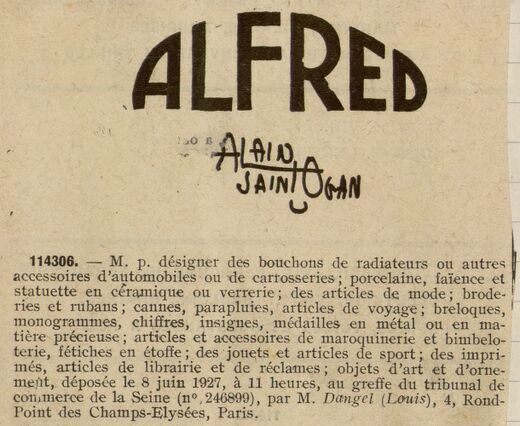 ALFRED
ALAIN
SAINT OGAN
114306. — M. p. désigner des bouchons de radiateurs ou autres
accessoires d'automobiles ou de carrosseries ; porcelaine, faïence et
statuette en céramique ou verrerie ; des articles de mode ; brode-
ries et rubans ; cannes, parapluies, articles de voyage ; breloques,
monogrammes, chiffres, insignes, médailles en métal ou en ma-
tière précieuse ; articles et accessoires de maroquinerie et bimbelo-
terie, fétiches en étoffe ; des jouets et articles de sport ; des impri-
més, articles de librairie et de réclames ; objets d'art et d'orne-
ment, déposée le 8 juin 1927, à 11 heures, au greffe du tribunal de
commerce de la Seine (nº 246899), par M. Dangel (Louis), 4, Rond-
Point des Champs-Elysées, Paris.